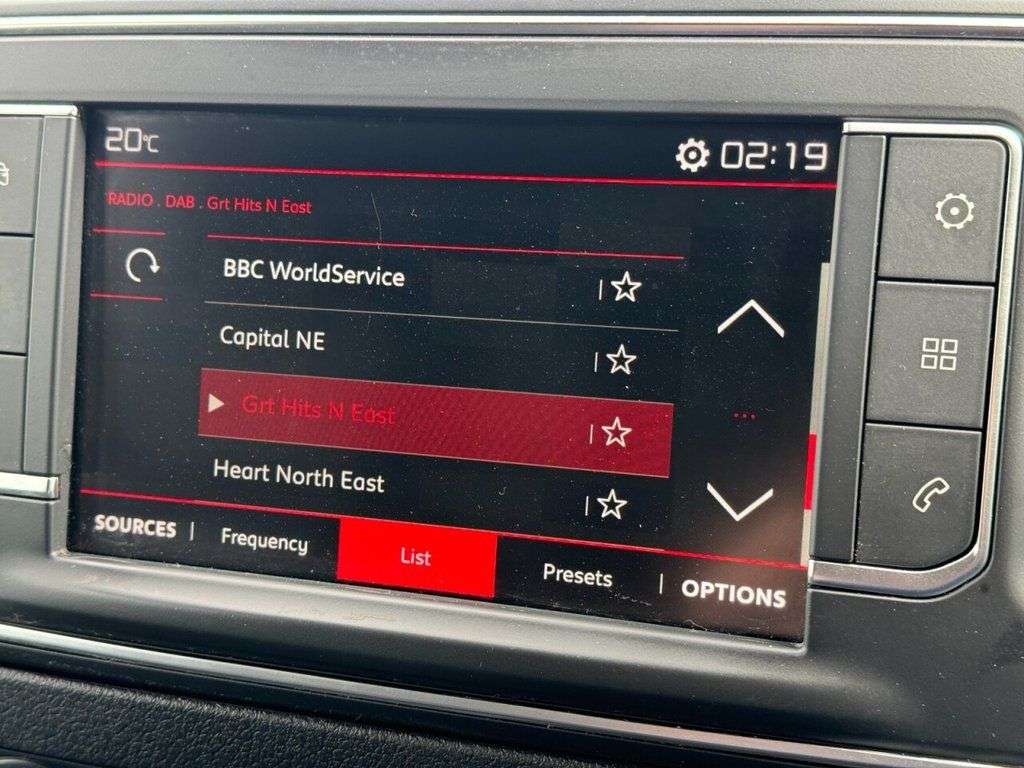 20°C
02:19
RADIO . DAB . Grt Hits N East
BBC WorldService
Capital NE
Grt Hits N East
Heart North East
SOURCES | Frequency List Presets | OPTIONS